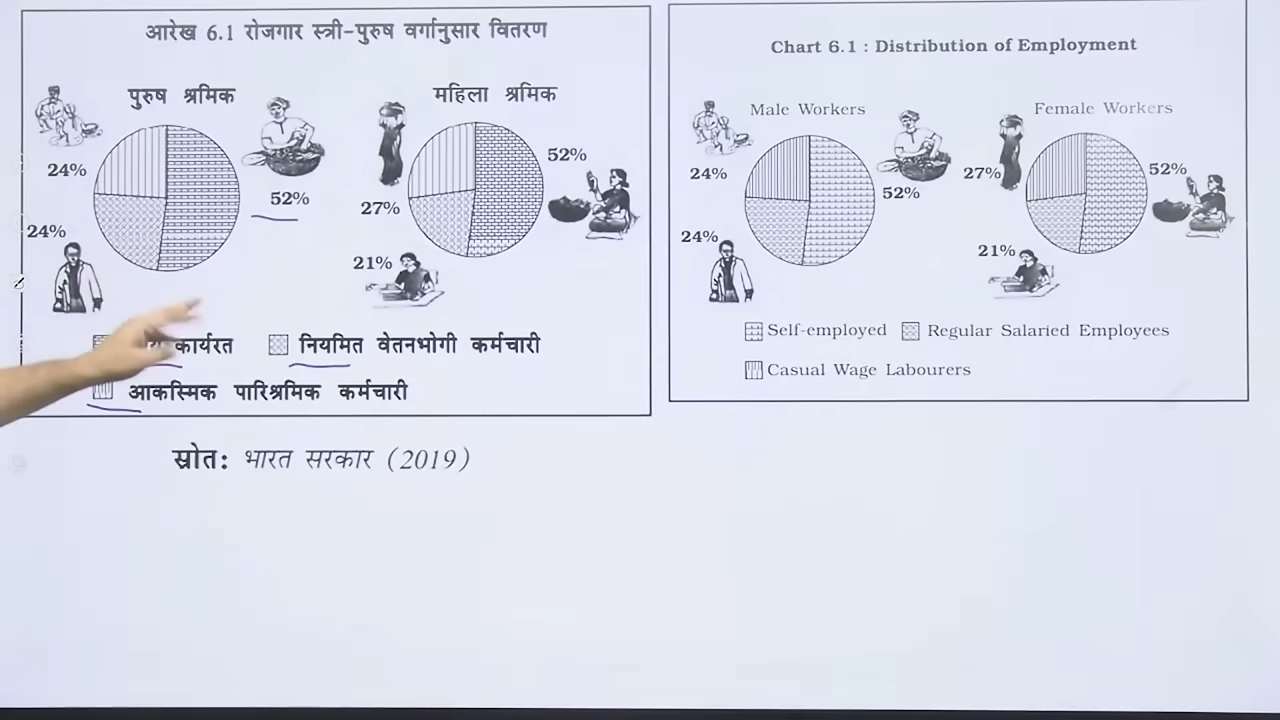 आरेख 6.1 रोजगार स्त्री-पुरुष वर्गानुसार वितरण
पुरुष श्रमिक
महिला श्रमिक
24%
52%
24%
52%
27%
21%
कार्यरत
नियमित वेतनभोगी कर्मचारी
आकस्मिक पारिश्रमिक कर्मचारी
स्रोत: भारत सरकार (2019)
Chart 6.1 : Distribution of Employment
Male Workers
Female Workers
24%
52%
24%
27%
52%
21%
Self-employed
Regular Salaried Employees
Casual Wage Labourers